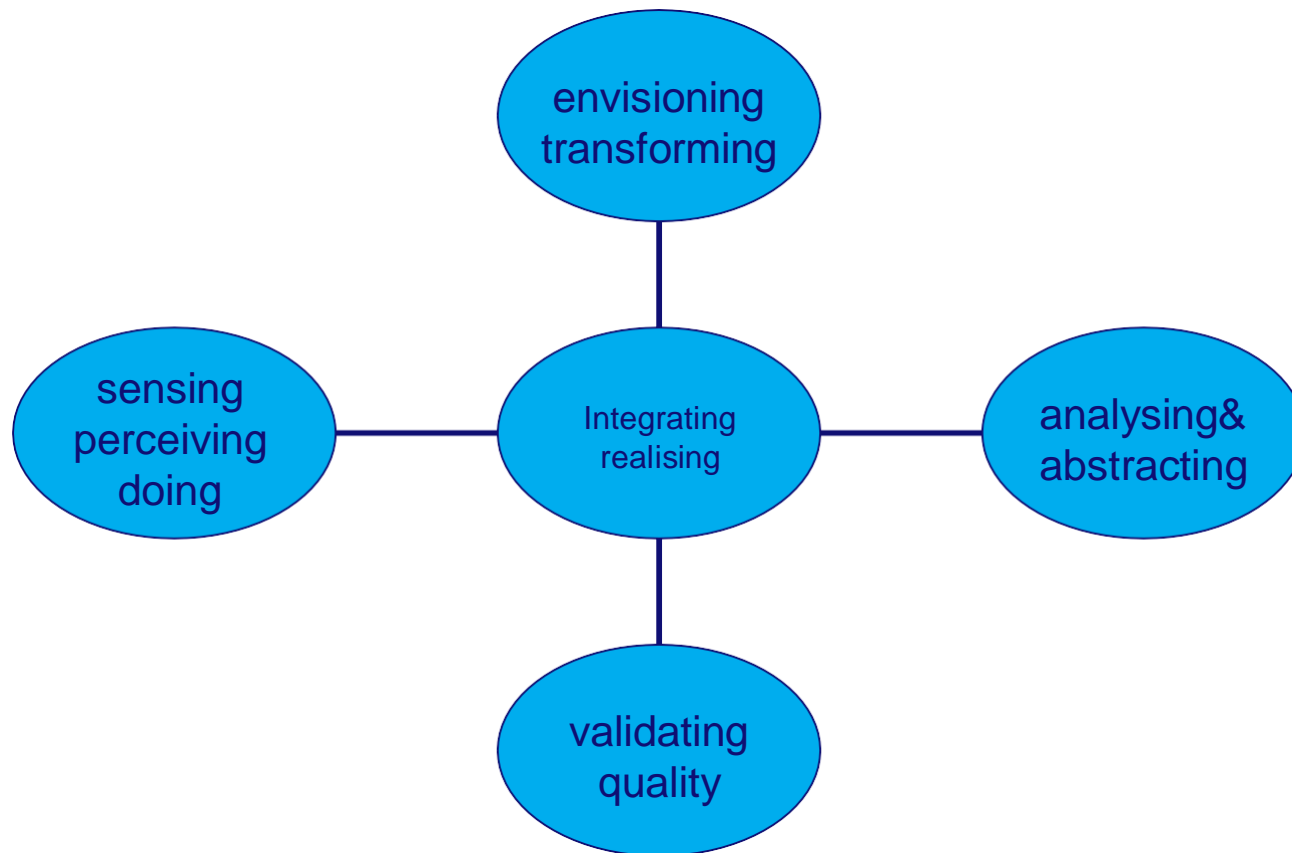 envisioning
transforming
sensing
perceiving
doing
Integrating
realising
analysing&
abstracting
validating
quality